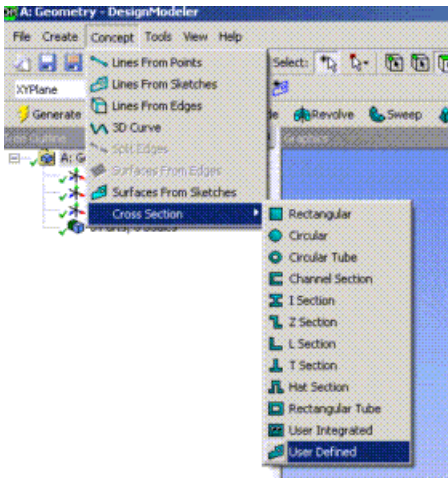 A: Geometry - DesignModeler
File Create Concept Tools View Help
Select:
XYPlane
Generate
Revolve Sweep
Graphics
A: G
Lines From Points
Lines From Sketches
Lines From Edges
3D Curve
Split Edges
Surfaces From Edges
Surfaces From Sketches
Cross Section
Rectangular
Circular
Circular Tube
Channel Section
I Section
Z Section
L Section
T Section
Hat Section
Rectangular Tube
User Integrated
User Defined